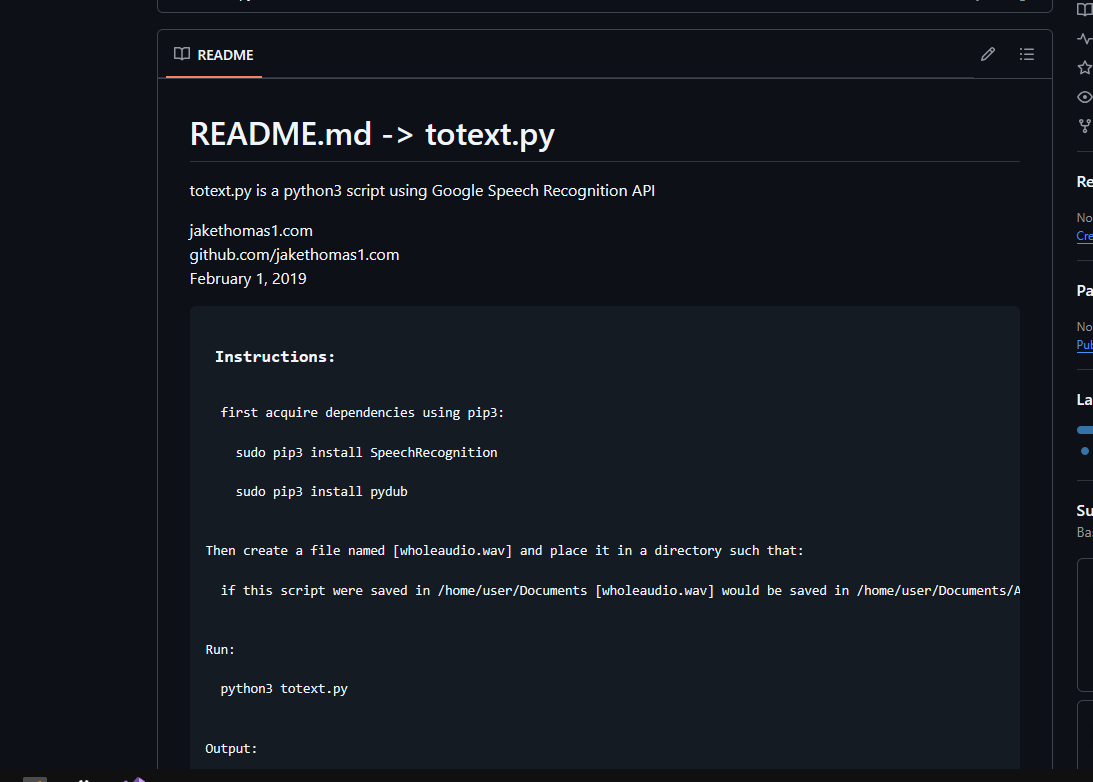 README
README.md -> totext.py
totext.py is a python3 script using Google Speech Recognition API
jakethomas1.com
github.com/jakethomas1.com
February 1, 2019
Instructions:
first acquire dependencies using pip3:
sudo pip3 install SpeechRecognition
sudo pip3 install pydub
Then create a file named [wholeaudio.wav] and place it in a directory such that:
if this script were saved in /home/user/Documents [wholeaudio.wav] would be saved in /home/user/Documents/A
Run:
python3 totext.py
Output:
Re
No
Cre
Pa
No
Pub
La
Su
Bas